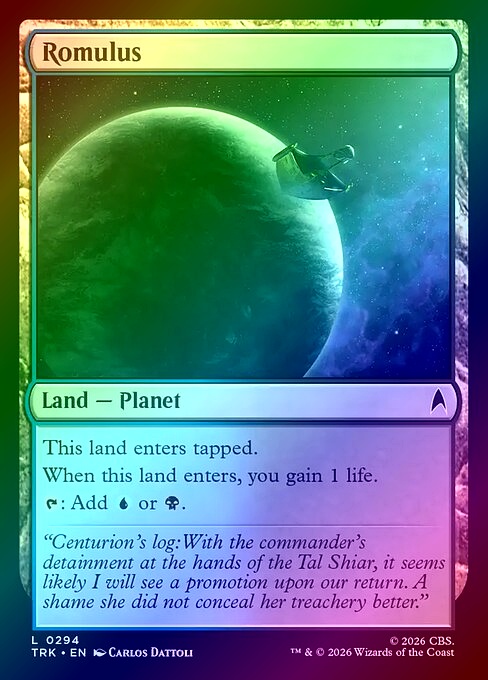 Romulus
Land — Planet
This land enters tapped.
When this land enters, you gain 1 life.
: Add or .
“Centurion’s log:With the commander’s
detainment at the hands of the Tal Shiar, it seems
likely I will see a promotion upon our return. A
shame she did not conceal her treachery better.”
L 0294
TRK • EN Carlos Dattoli
© 2026 CBS.
™ & © 2026 Wizards of the Coast